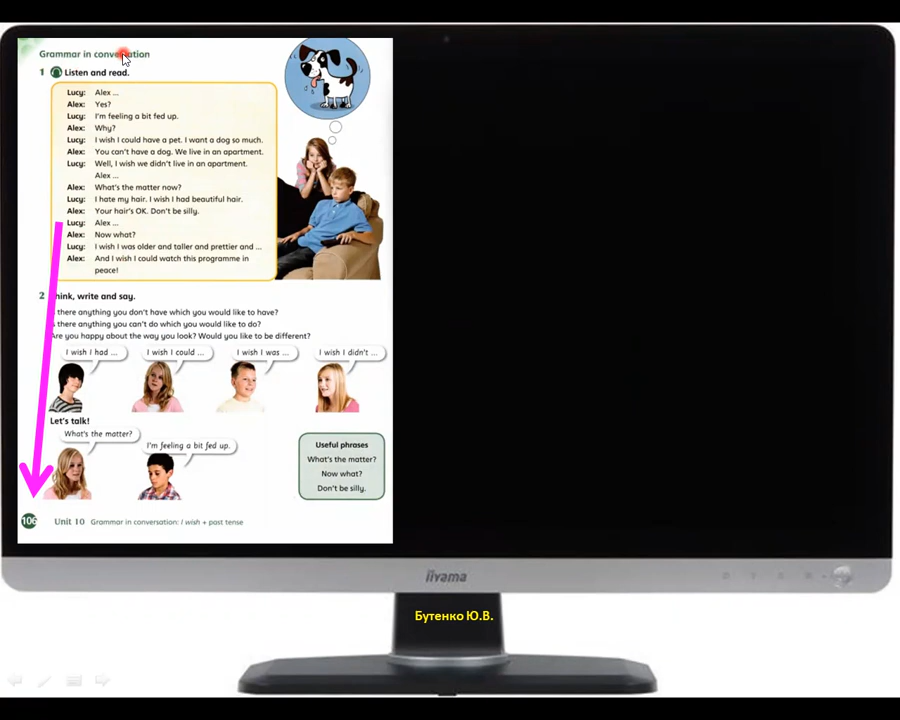 Grammar in conversation
1 Listen and read.
Lucy: Alex ...
Alex: Yes?
Lucy: I'm feeling a bit fed up.
Alex: Why?
Lucy: I wish I could have a pet. I want a dog so much.
Alex: You can't have a dog. We live in an apartment.
Lucy: Well, I wish we didn't live in an apartment.
Alex ...
Alex: What's the matter now?
Lucy: I hate my hair. I wish I had beautiful hair.
Alex: Your hair's OK. Don't be silly.
Lucy: Alex ...
Alex: Now what?
Lucy: I wish I was older and taller and prettier and ...
Alex: And I wish I could watch this programme in
peace!
2 hink, write and say.
there anything you don't have which you would like to have?
there anything you can't do which you would like to do?
Are you happy about the way you look? Would you like to be different?
I wish I had ...
I wish I could ...
I wish I was ...
I wish I didn't ...
Let's talk!
What's the matter?
I'm feeling a bit fed up.
Useful phrases
What's the matter?
Now what?
Don't be silly.
106 Unit 10 Grammar in conversation: I wish + past tense
iiyama
Бутенко Ю.В.